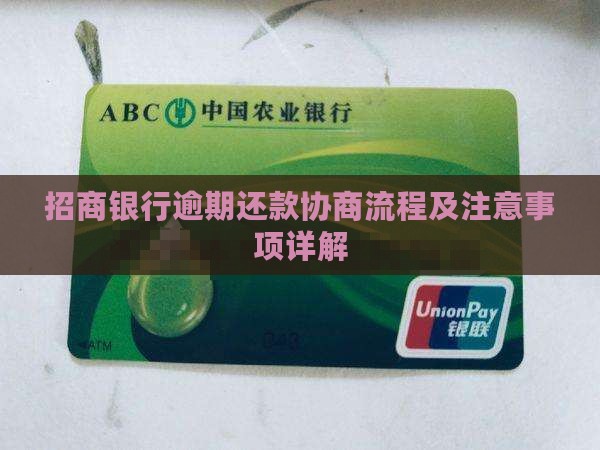 ABC 中国农业银行
招商银行逾期还款协商流程及注意事
项详解
UnionPay
银联
ATM